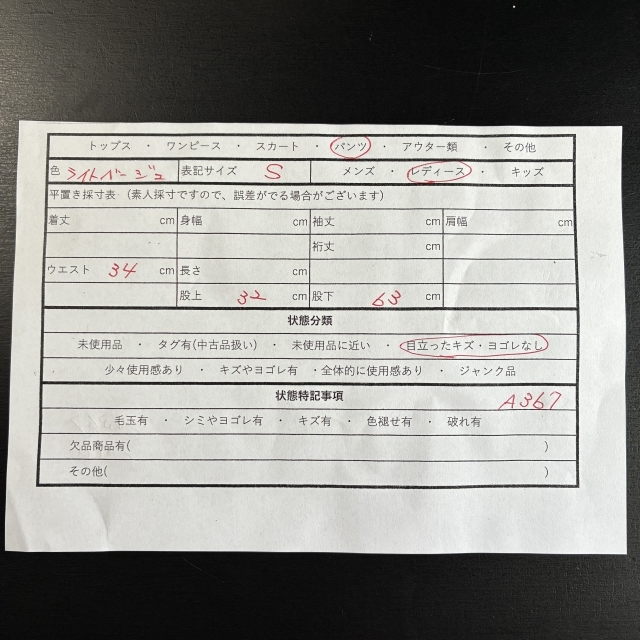 トップス ・ ワンピース ・ スカート ・ パンツ ・ アウター類 ・ その他
色 ライトベージュ 表記サイズ S メンズ ・ レディース ・ キッズ
平置き採寸表 (素人採寸ですので、誤差がでる場合がございます)
着丈 cm 身幅 cm 袖丈 cm 肩幅 cm
裄丈 cm
ウエスト 34 cm 長さ cm
股上 32 cm 股下 63 cm
状態分類
未使用品 ・ タグ有(中古品扱い) ・ 未使用品に近い ・ 目立ったキズ・ヨゴレなし
少々使用感あり ・ キズやヨゴレ有 ・全体的に使用感あり ・ ジャンク品
状態特記事項 A367
毛玉有 ・ シミやヨゴレ有 ・ キズ有 ・ 色褪せ有 ・ 破れ有
欠品商品有( )
その他( )